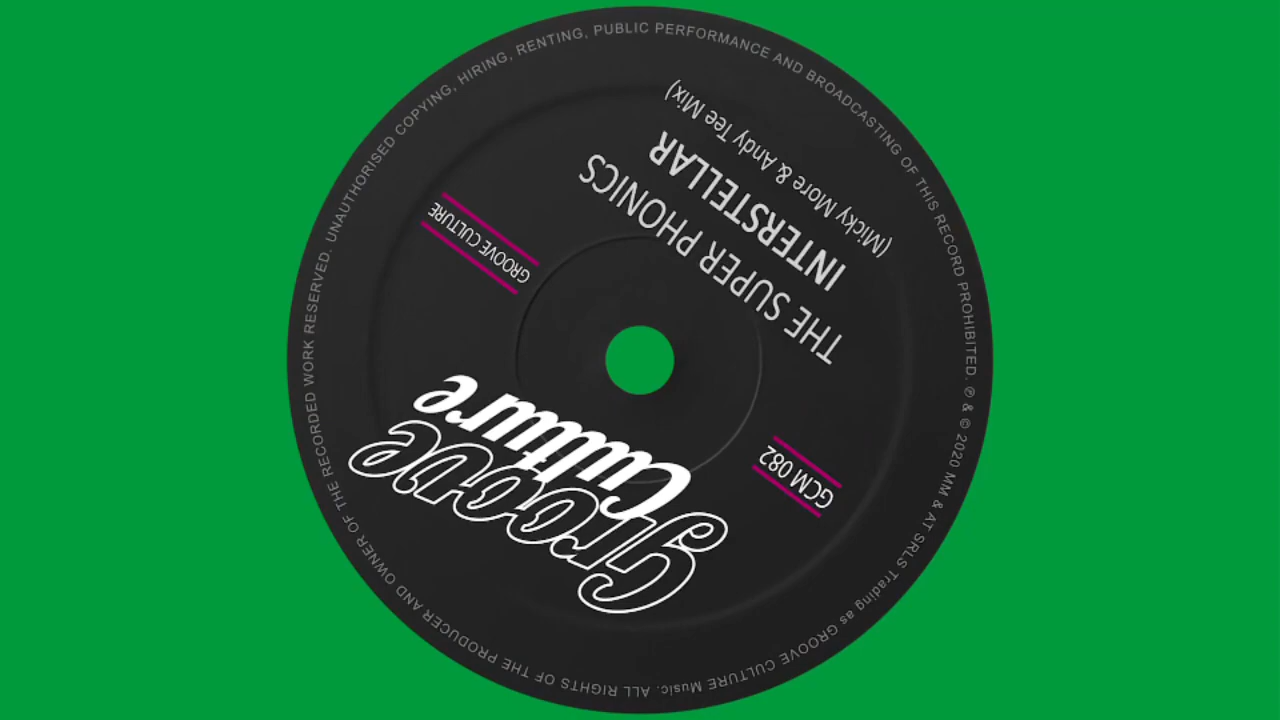 groove
Culture
GROOVE CULTURE
GCM 082
THE SUPER PHONICS
INTERSTELLAR
(Micky More & Andy Tee Mix)
℗ & © 2020 MM & AT SRLS Trading as GROOVE CULTURE Music. ALL RIGHTS OF THE PRODUCER AND OWNER OF THE RECORDED WORK RESERVED. UNAUTHORISED COPYING, HIRING, RENTING, PUBLIC PERFORMANCE AND BROADCASTING OF THIS RECORD PROHIBITED.